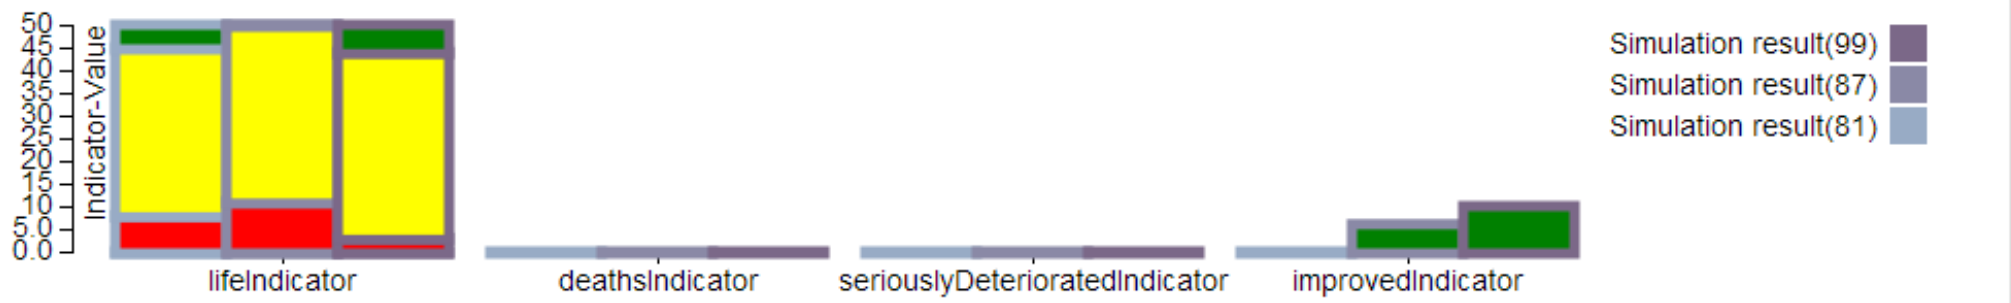 50
45
40
35
30
25
20
15
10
5.0
0.0
Indicator-Value
lifeIndicator
deathsIndicator
seriouslyDeterioratedIndicator
improvedIndicator
Simulation result(99)
Simulation result(87)
Simulation result(81)